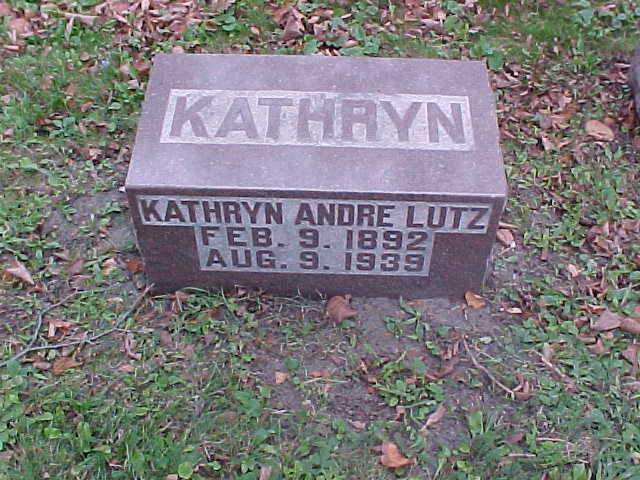 KATHRYN
KATHRYN ANDRE LUTZ
FEB. 9. 1892
AUG. 9. 1939